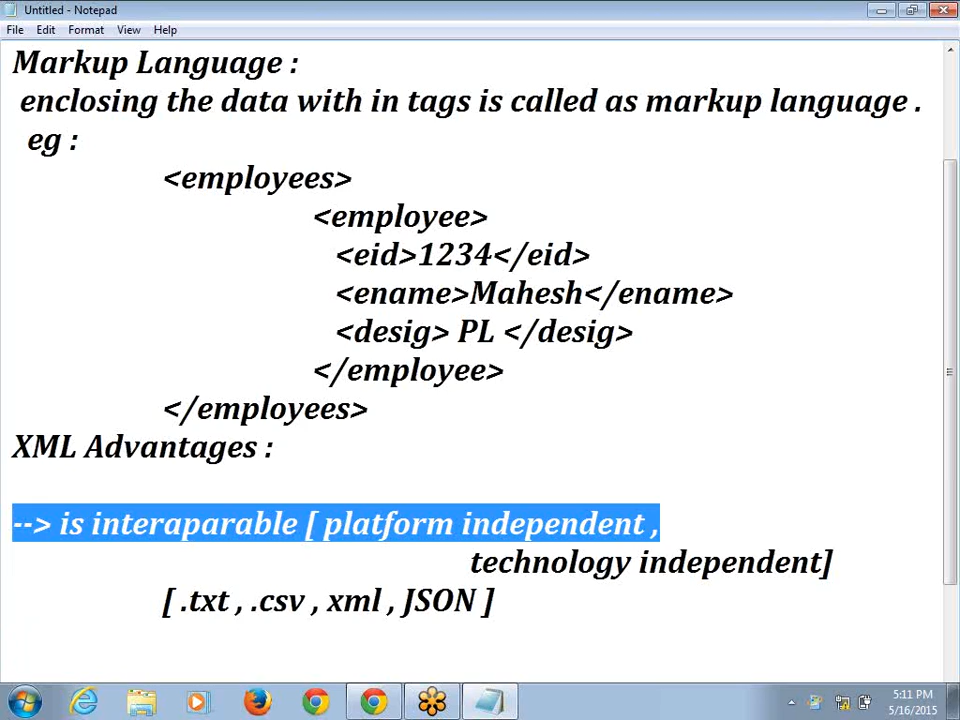 Untitled - Notepad
File Edit Format View Help
Markup Language :
enclosing the data with in tags is called as markup language .
eg :
<employees>
<employee>
<eid>1234</eid>
<ename>Mahesh</ename>
<desig> PL </desig>
</employee>
</employees>
XML Advantages :
--> is interaparable [ platform independent ,
technology independent]
[ .txt , .csv , xml , JSON ]
5:11 PM
5/16/2015